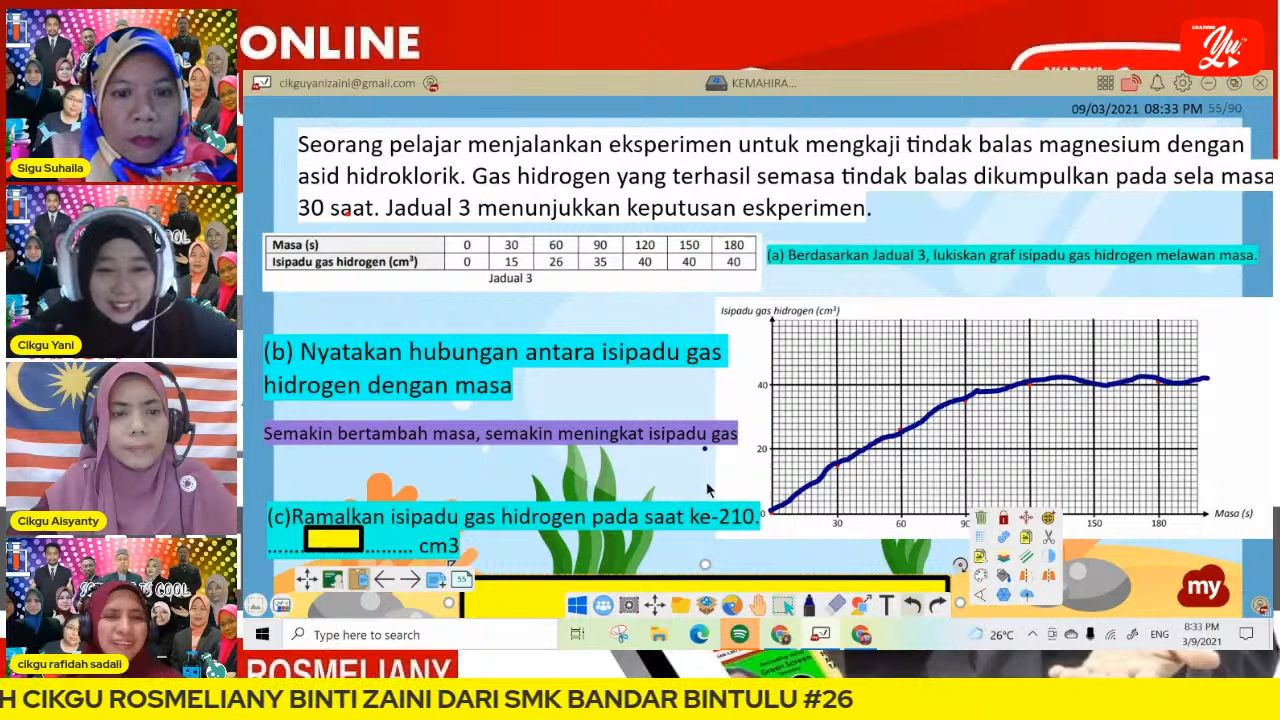 ONLINE
AKADEMI
Yu
cikguyanizaini@gmail.com
KEMAHIRA...
09/03/2021 08:33 PM 55/90
Seorang pelajar menjalankan eksperimen untuk mengkaji tindak balas magnesium dengan
asid hidroklorik. Gas hidrogen yang terhasil semasa tindak balas dikumpulkan pada sela masa
30 saat. Jadual 3 menunjukkan keputusan eskperimen.
Masa (s) 0 30 60 90 120 150 180
Isipadu gas hidrogen (cm³) 0 15 26 35 40 40 40
Jadual 3
(a) Berdasarkan Jadual 3, lukiskan graf isipadu gas hidrogen melawan masa.
Isipadu gas hidrogen (cm³)
40
20
0
30 60 90 150 180 Masa (s)
(b) Nyatakan hubungan antara isipadu gas
hidrogen dengan masa
Semakin bertambah masa, semakin meningkat isipadu gas
(c)Ramalkan isipadu gas hidrogen pada saat ke-210.
...... ......... cm3
55
my
Type here to search
26°C
ENG
8:33 PM
3/9/2021
Sigu Suhaila
Cikgu Yani
Cikgu Aisyanty
cikgu rafidah sadali
ROSMELIANY
H CIKGU ROSMELIANY BINTI ZAINI DARI SMK BANDAR BINTULU #26